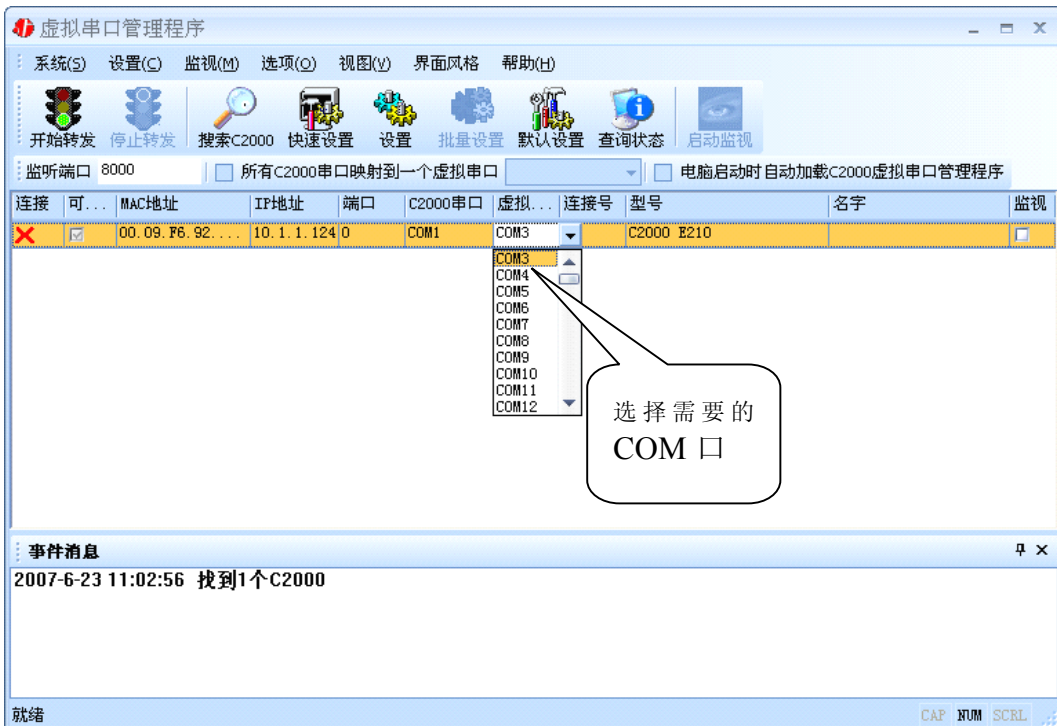 虚拟串口管理程序
系统(S) 设置(C) 监视(M) 选项(O) 视图(V) 界面风格 帮助(H)
开始转发 停止转发 搜索C2000 快速设置 设置 批量设置 默认设置 查询状态 启动监视
监听端口 8000 所有C2000串口映射到一个虚拟串口 电脑启动时自动加载C2000虚拟串口管理程序
连接 可... MAC地址 IP地址 端口 C2000串口 虚拟... 连接号 型号 名字 监视
00.09.F6.92.... 10.1.1.124 0 COM1 COM3 C2000 E210
COM3
COM4
COM5
COM6
COM7
COM8
COM9
COM10
COM11
COM12
选择需要的
COM 口
事件消息
2007-6-23 11:02:56 找到1个C2000
就绪 CAP NUM SCRL